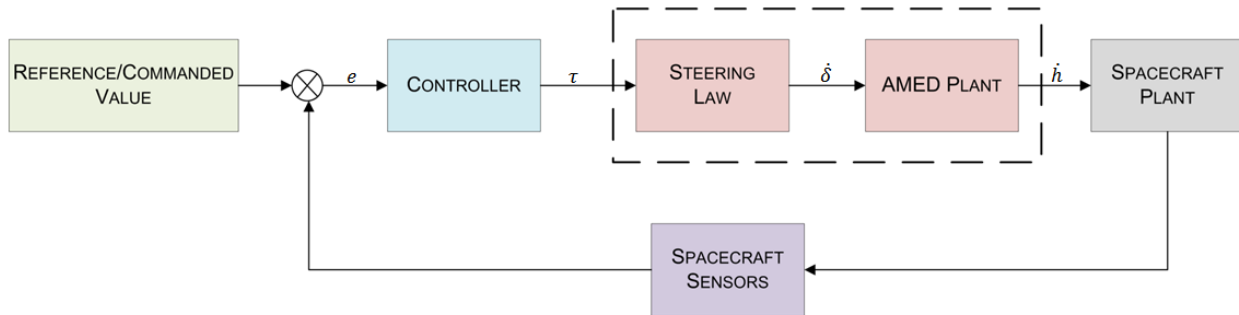 REFERENCE/COMMANDED
VALUE
e
CONTROLLER
τ
STEERING
LAW
δ̇
AMED PLANT
ḣ
SPACECRAFT
PLANT
SPACECRAFT
SENSORS